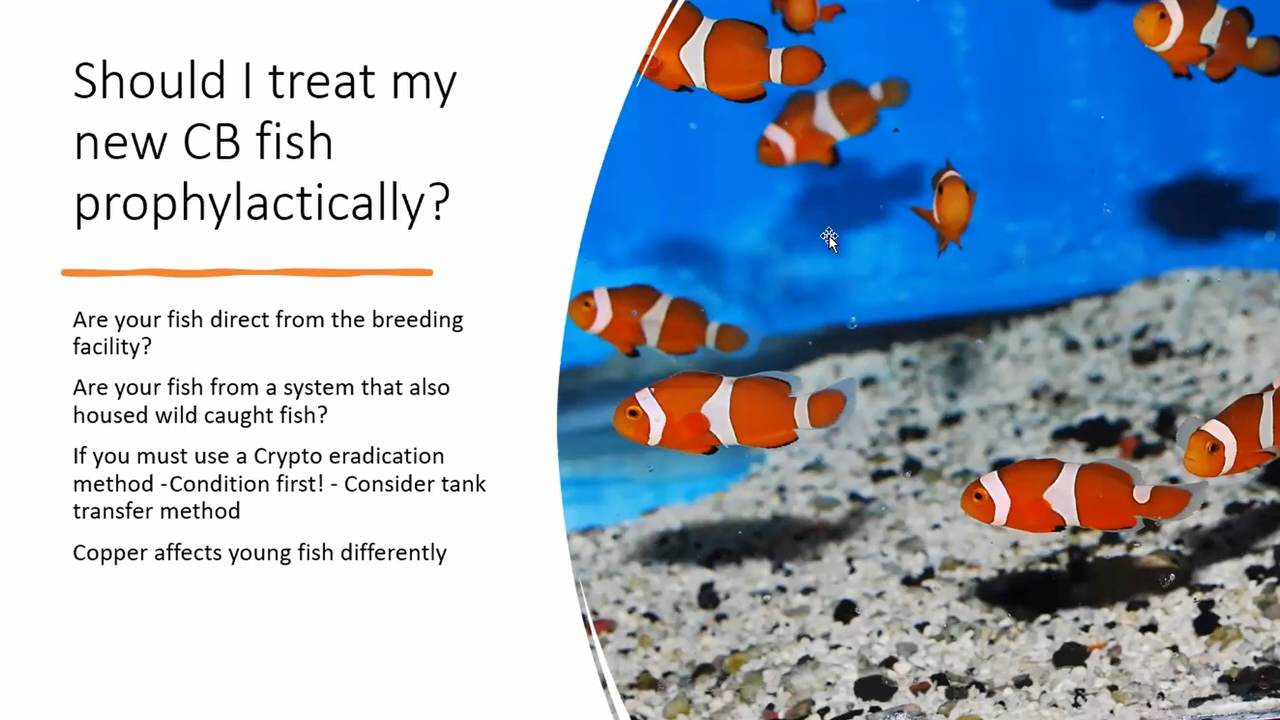 Should I treat my
new CB fish
prophylactically?
Are your fish direct from the breeding
facility?
Are your fish from a system that also
housed wild caught fish?
If you must use a Crypto eradication
method -Condition first! - Consider tank
transfer method
Copper affects young fish differently